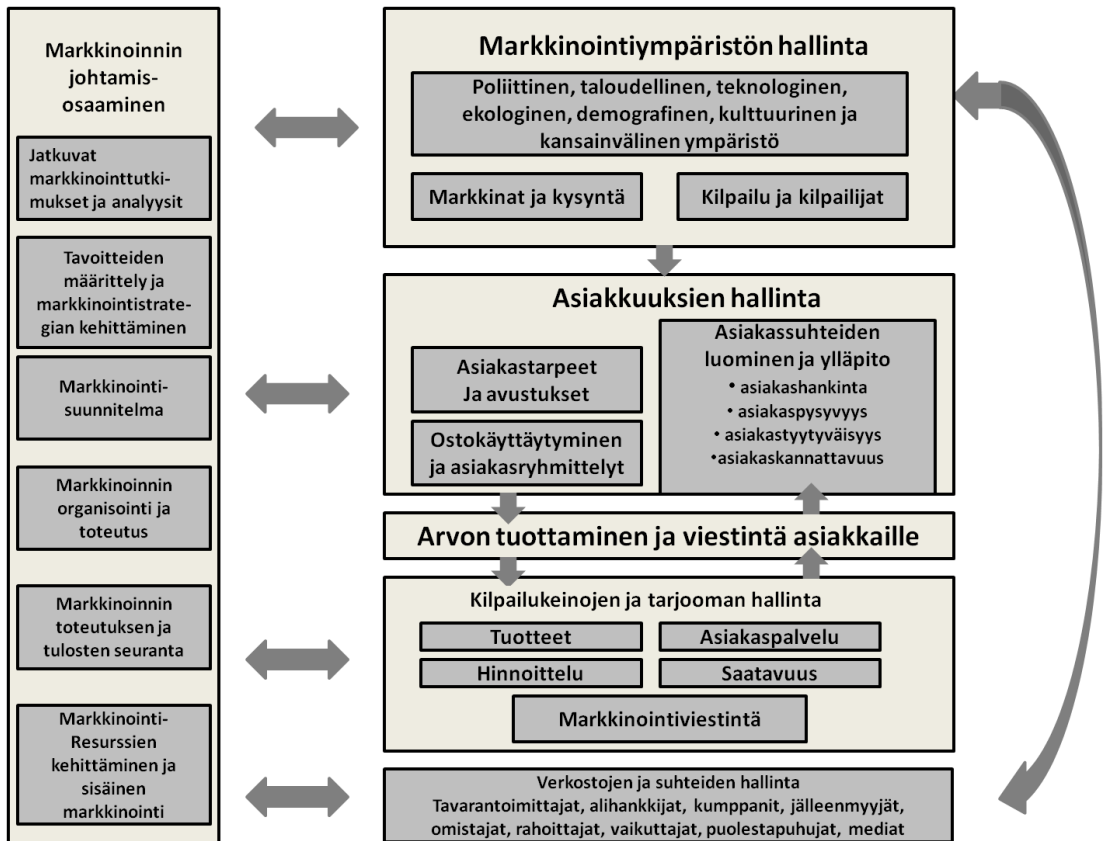 Markkinoinnin
johtamis-
osaaminen
Jatkuvat
markkinointtutki-
mukset ja analyysit
Tavoitteiden
määrittely ja
markkinointistrate-
gian kehittäminen
Markkinointi-
suunnitelma
Markkinoinnin
organisointi ja
toteutus
Markkinoinnin
toteutuksen ja
tulosten seuranta
Markkinointi-
Resurssien
kehittäminen ja
sisäinen
markkinointi
Markkinointiympäristön hallinta
Poliittinen, taloudellinen, teknologinen,
ekologinen, demografinen, kulttuurinen ja
kansainvälinen ympäristö
Markkinat ja kysyntä
Kilpailu ja kilpailijat
Asiakkuuksien hallinta
Asiakastarpeet
Ja avustukset
Ostokäyttäytyminen
ja asiakasryhmittelyt
Asiakassuhteiden
luominen ja ylläpito
• asiakashankinta
• asiakaspysyvyys
• asiakastyytyväisyys
•asiakaskannattavuus
Arvon tuottaminen ja viestintä asiakkaille
Kilpailukeinojen ja tarjooman hallinta
Tuotteet
Asiakaspalvelu
Hinnoittelu
Saatavuus
Markkinointiviestintä
Verkostojen ja suhteiden hallinta
Tavarantoimittajat, alihankkijat, kumppanit, jälleenmyyjät,
omistajat, rahoittajat, vaikuttajat, puolestapuhujat, mediat